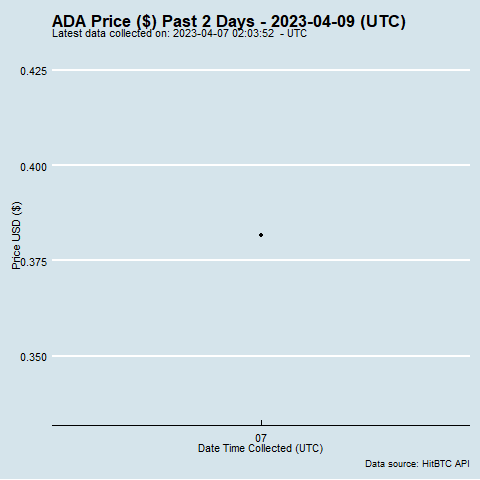 ADA Price ($) Past 2 Days - 2023-04-09 (UTC)
Latest data collected on: 2023-04-07 02:03:52  - UTC
0.425
0.400
0.375
0.350
Price USD ($)
07
Date Time Collected (UTC)
Data source: HitBTC API